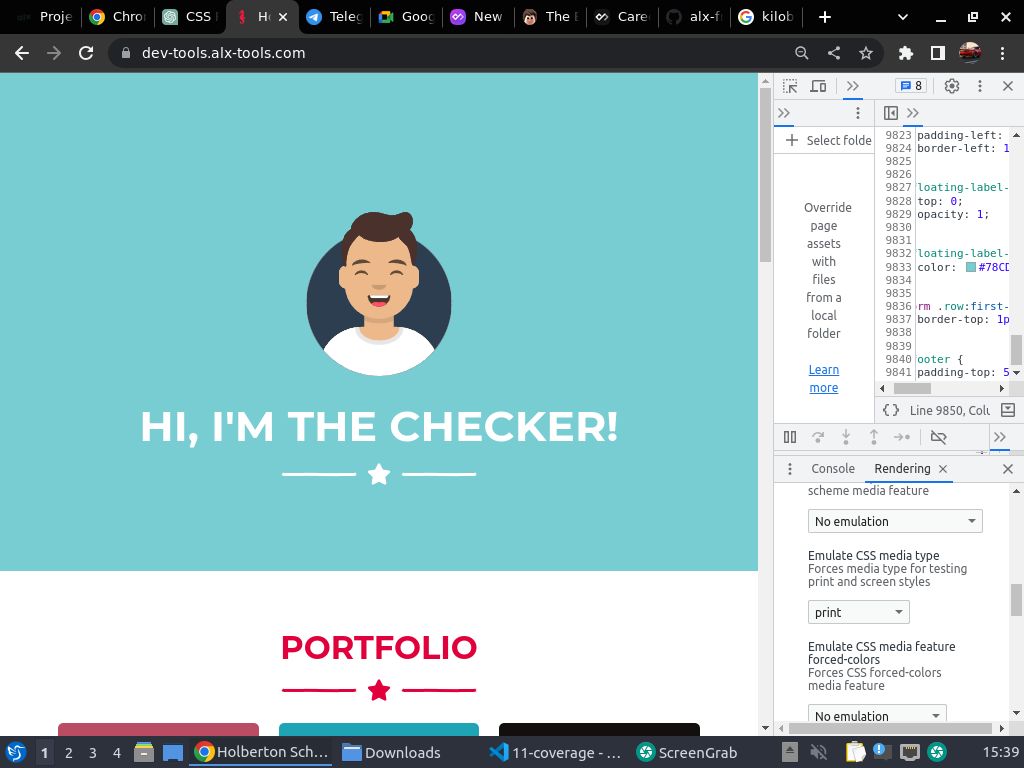 Proje
Chro
CSS F
Ho
Teleg
Goog
New
The E
Care
alx-fr
kilob
dev-tools.alx-tools.com
8
Select folde
Override
page
assets
with
files
from a
local
folder
Learn
more
9823 padding-left:
9824 border-left: 1
9825
9826
9827 loating-label-
9828 top: 0;
9829 opacity: 1;
9830
9831
9832 loating-label-
9833 color: #78CD
9834
9835
9836 rm .row:first-
9837 border-top: 1p
9838
9839
9840 ooter {
9841 padding-top: 5
{} Line 9850, Colu
Console
Rendering
scheme media feature
No emulation
Emulate CSS media type
Forces media type for testing
print and screen styles
print
Emulate CSS media feature
forced-colors
Forces CSS forced-colors
media feature
No emulation
HI, I'M THE CHECKER!
PORTFOLIO
1 2 3 4
Holberton Sch...
Downloads
11-coverage - ...
ScreenGrab
15:39